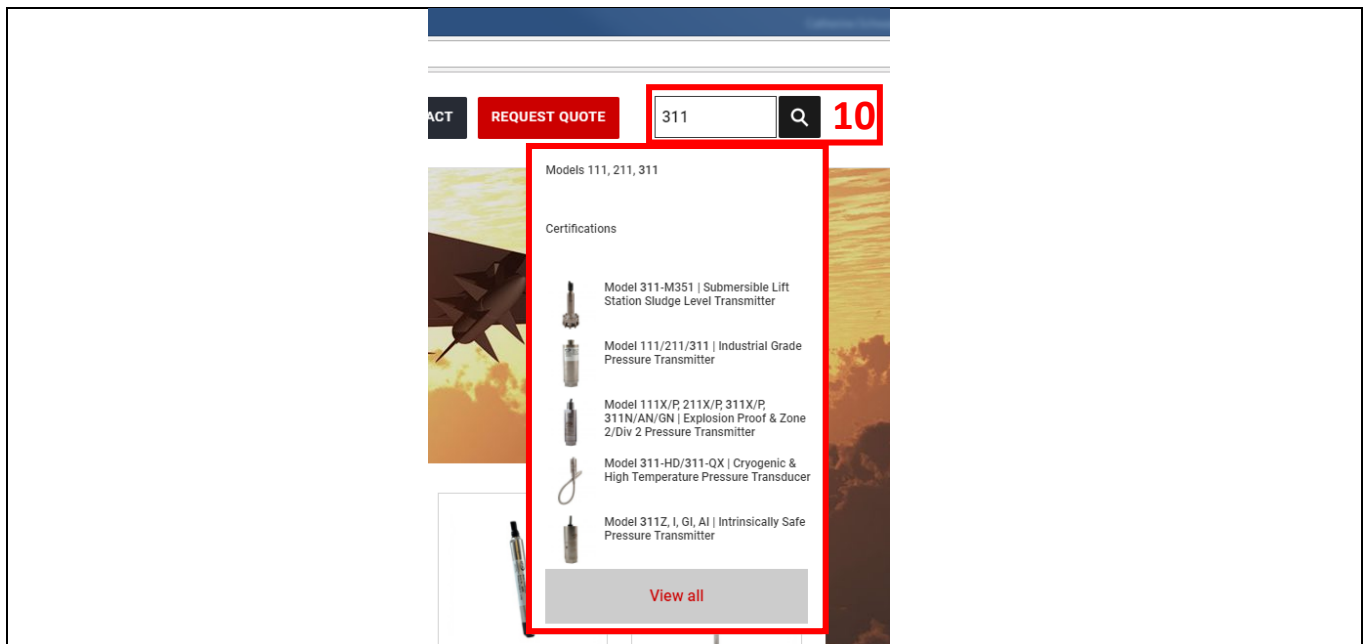 ACT
REQUEST QUOTE
311
10
Models 111, 211, 311
Certifications
Model 311-M351 | Submersible Lift
Station Sludge Level Transmitter
Model 111/211/311 | Industrial Grade
Pressure Transmitter
Model 111X/P, 211X/P, 311X/P,
311N/AN/GN | Explosion Proof & Zone
2/Div 2 Pressure Transmitter
Model 311-HD/311-QX | Cryogenic &
High Temperature Pressure Transducer
Model 311Z, I, GI, AI | Intrinsically Safe
Pressure Transmitter
View all